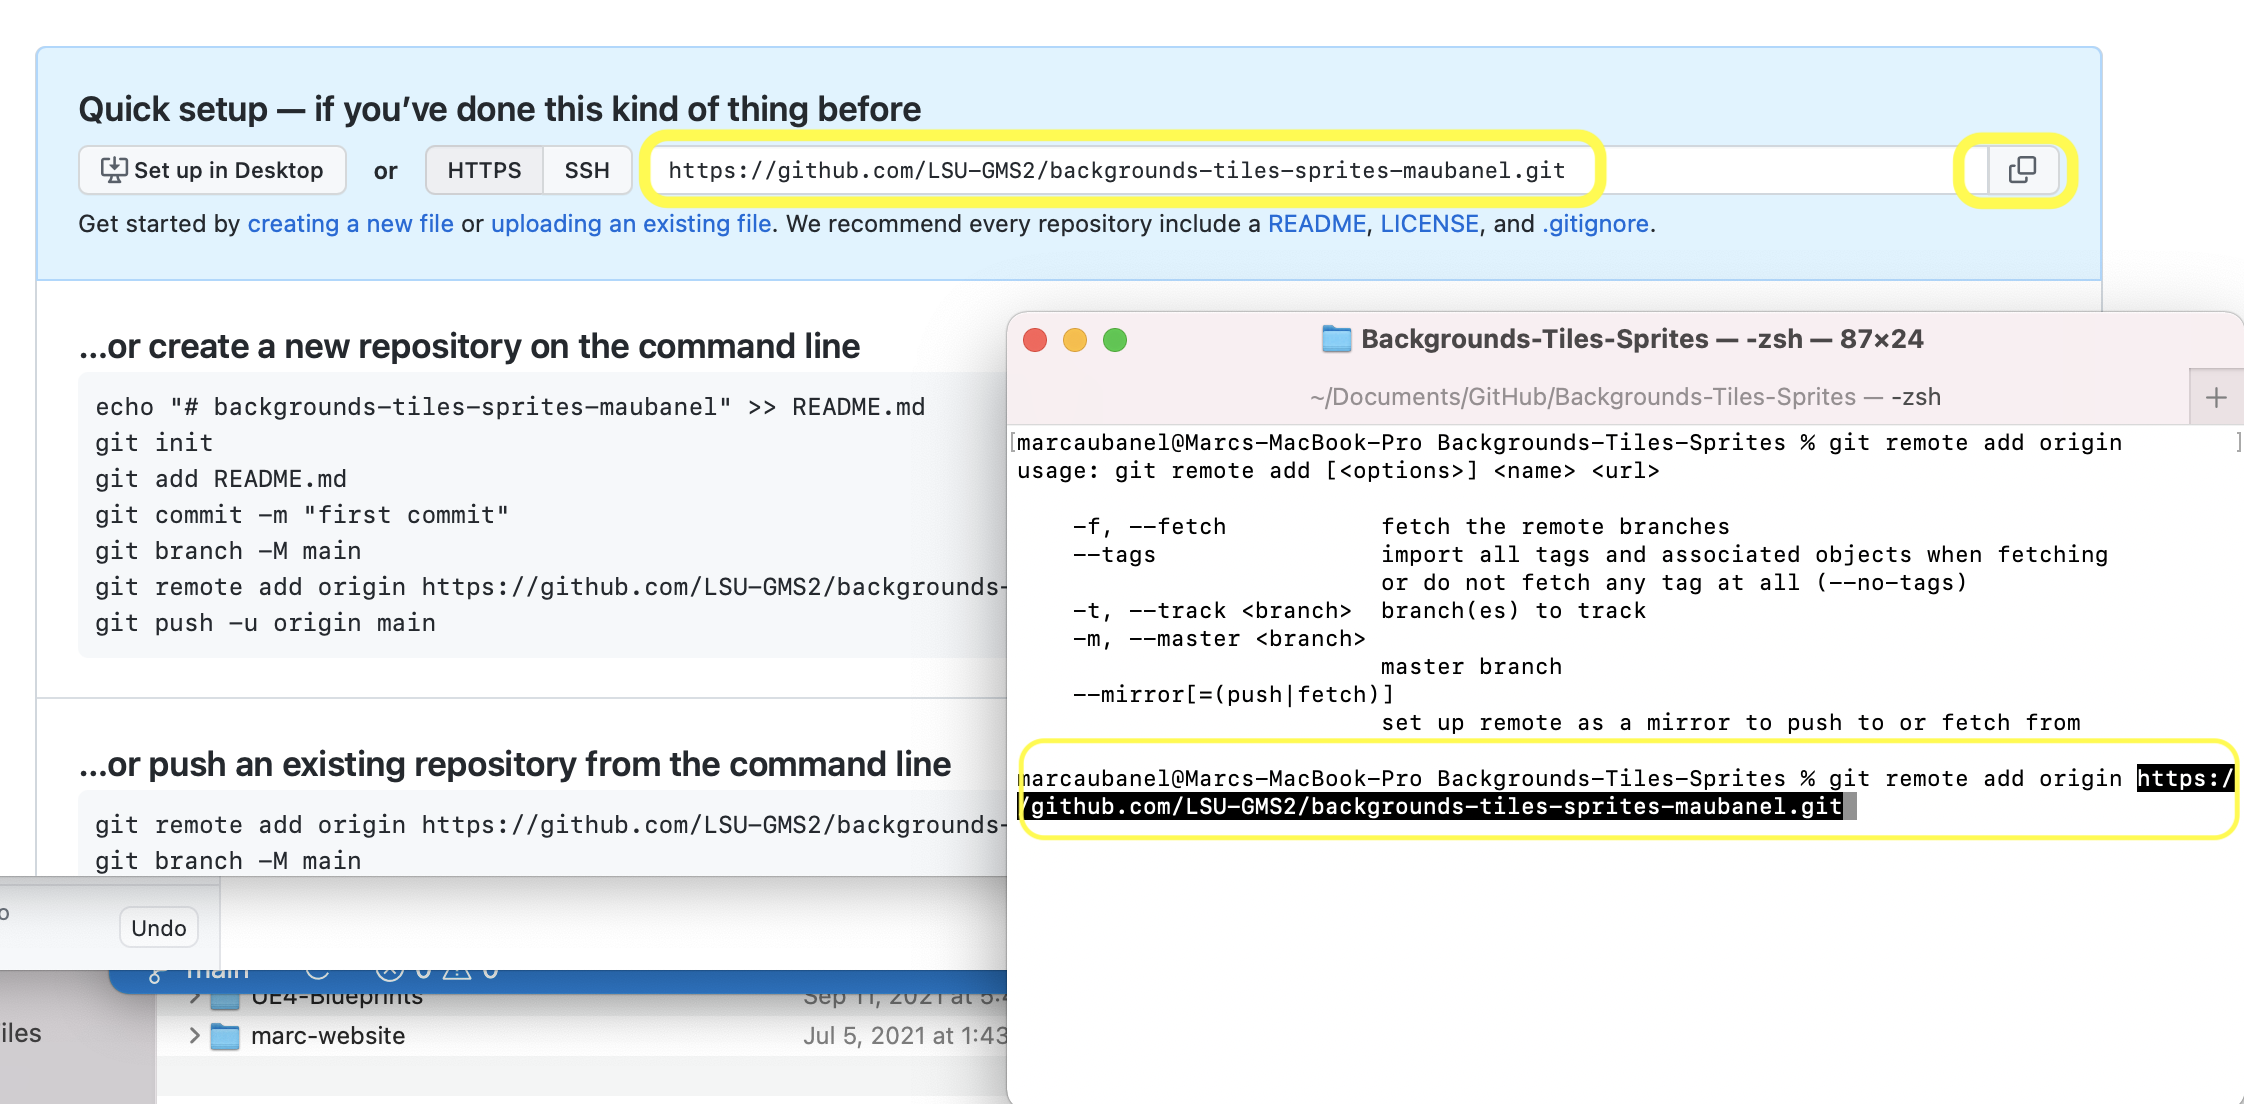 Quick setup — if you’ve done this kind of thing before
Set up in Desktop or HTTPS SSH https://github.com/LSU-GMS2/backgrounds-tiles-sprites-maubanel.git
Get started by creating a new file or uploading an existing file. We recommend every repository include a README, LICENSE, and .gitignore.
...or create a new repository on the command line
echo "# backgrounds-tiles-sprites-maubanel" >> README.md
git init
git add README.md
git commit -m "first commit"
git branch -M main
git remote add origin https://github.com/LSU-GMS2/backgrounds-
git push -u origin main
...or push an existing repository from the command line
git remote add origin https://github.com/LSU-GMS2/backgrounds-
git branch -M main
Undo
main 0 0
UE4-Blueprints Sep 11, 2021 at 5:4
marc-website Jul 5, 2021 at 1:43
iles
Backgrounds-Tiles-Sprites — -zsh — 87×24
~/Documents/GitHub/Backgrounds-Tiles-Sprites — -zsh
[marcaubanel@Marcs-MacBook-Pro Backgrounds-Tiles-Sprites % git remote add origin ]
usage: git remote add [<options>] <name> <url>
-f, --fetch fetch the remote branches
--tags import all tags and associated objects when fetching
or do not fetch any tag at all (--no-tags)
-t, --track <branch> branch(es) to track
-m, --master <branch>
master branch
--mirror[=(push|fetch)]
set up remote as a mirror to push to or fetch from
marcaubanel@Marcs-MacBook-Pro Backgrounds-Tiles-Sprites % git remote add origin https:/
/github.com/LSU-GMS2/backgrounds-tiles-sprites-maubanel.git